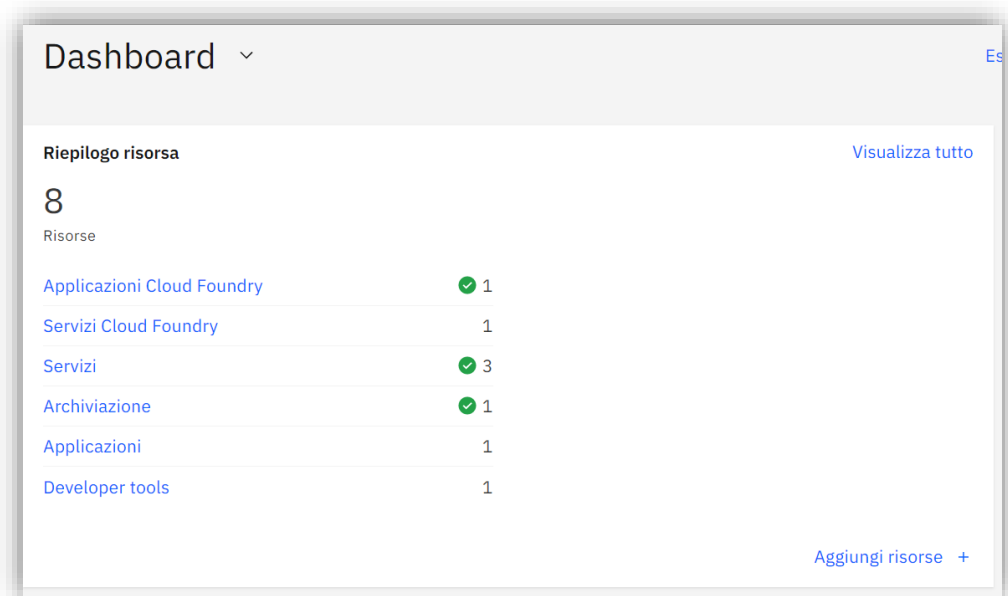 Dashboard
Es
Riepilogo risorsa
Visualizza tutto
8
Risorse
Applicazioni Cloud Foundry 1
Servizi Cloud Foundry 1
Servizi 3
Archiviazione 1
Applicazioni 1
Developer tools 1
Aggiungi risorse +